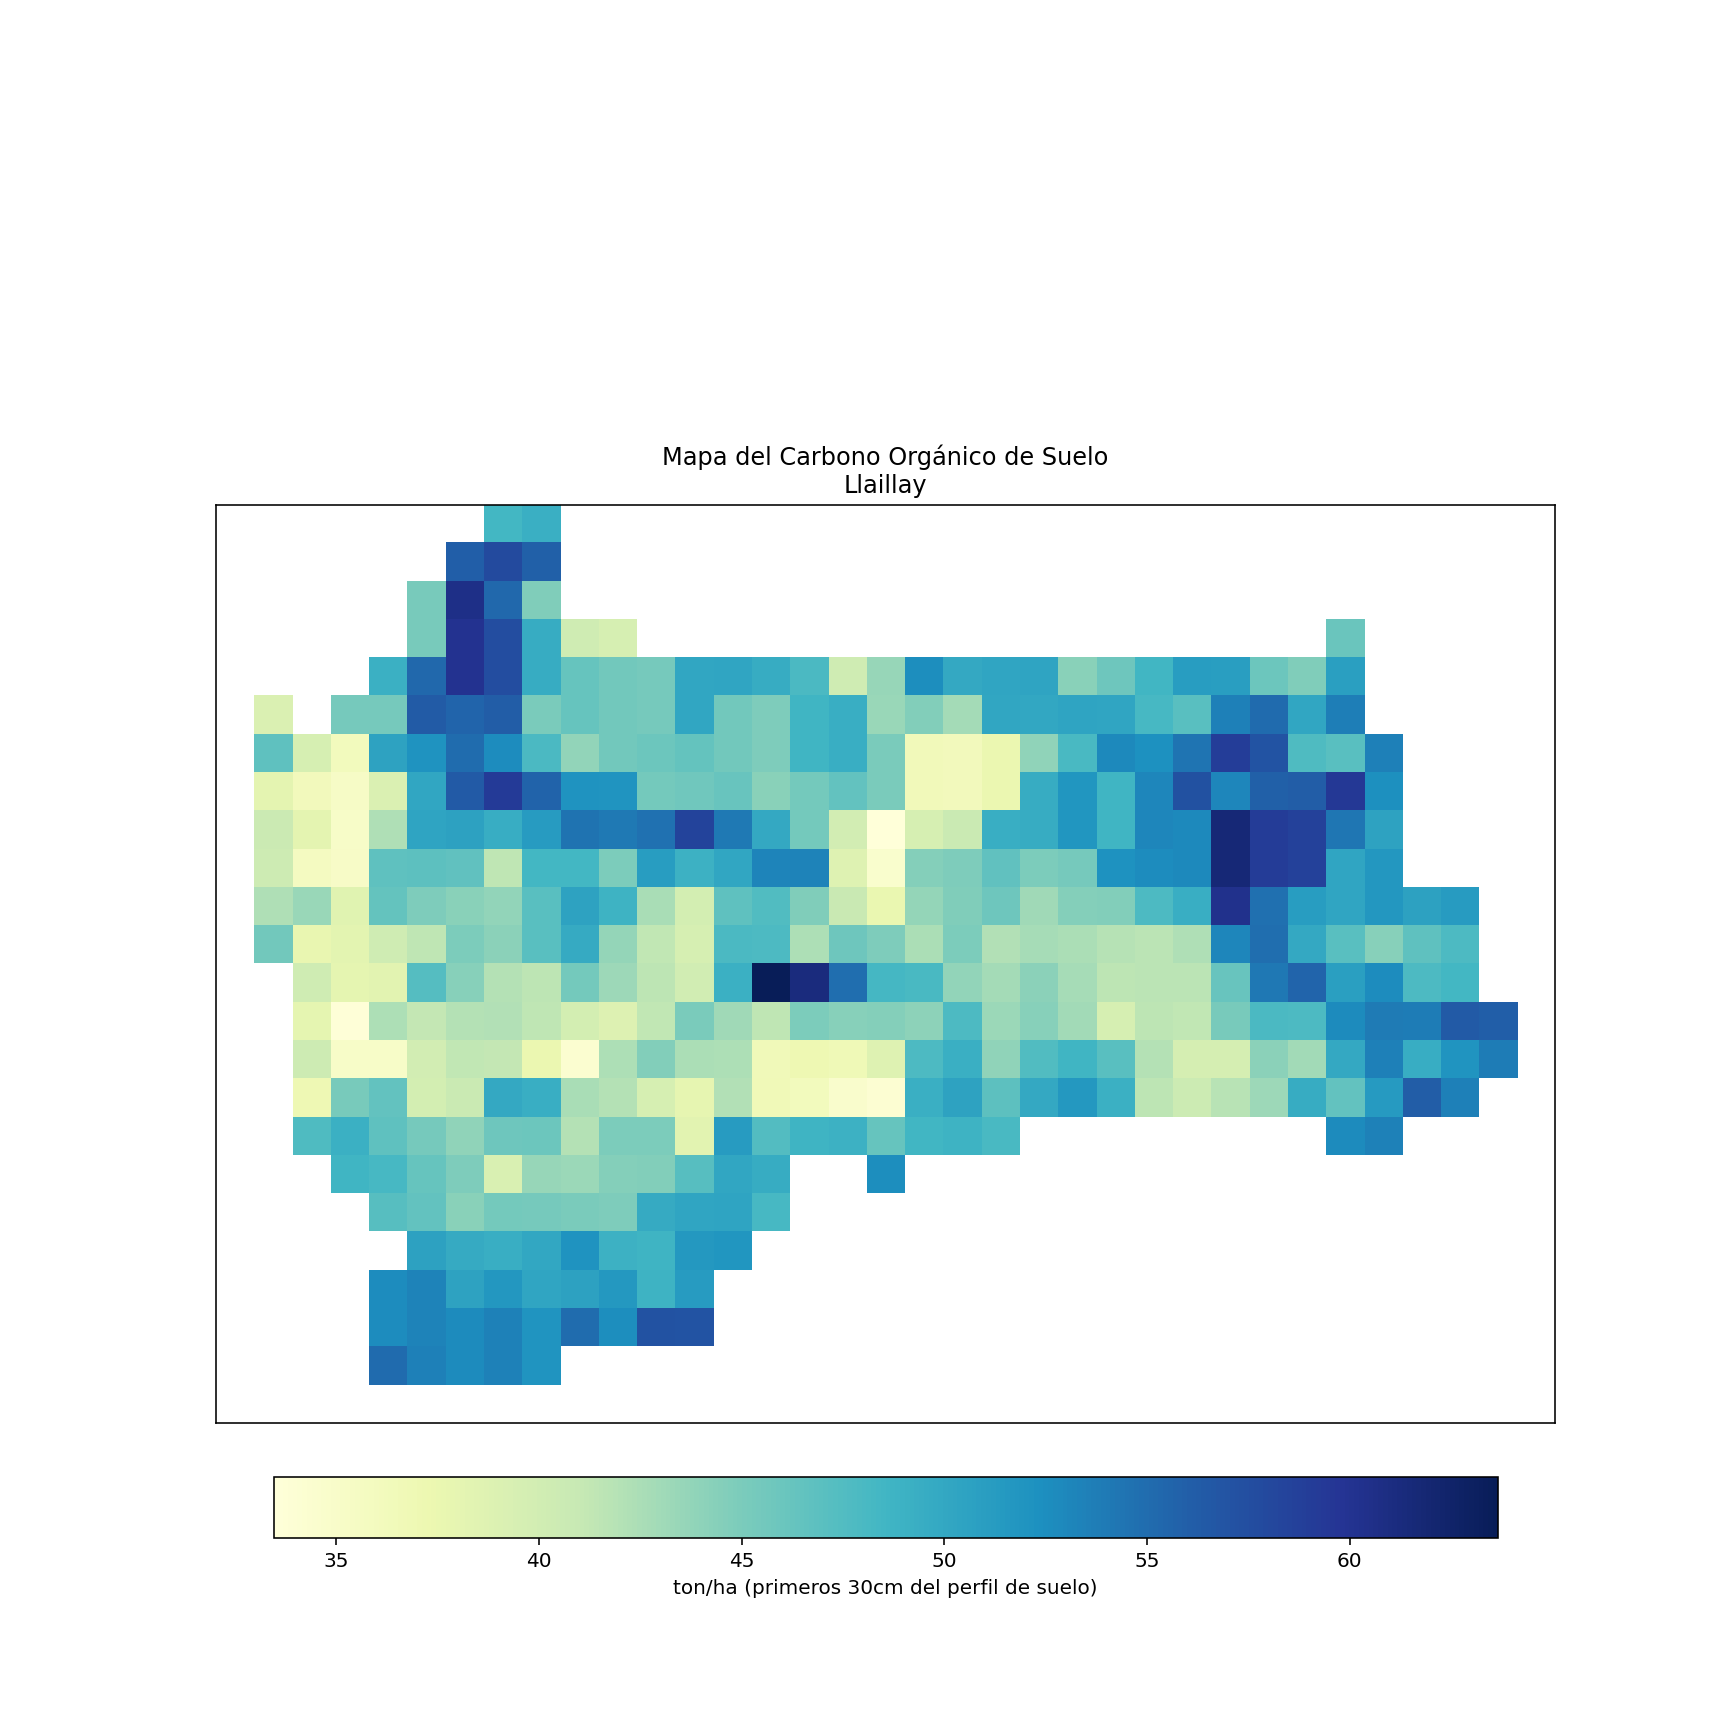 Mapa del Carbono Orgánico de Suelo
Llaillay
35 40 45 50 55 60
ton/ha (primeros 30cm del perfil de suelo)